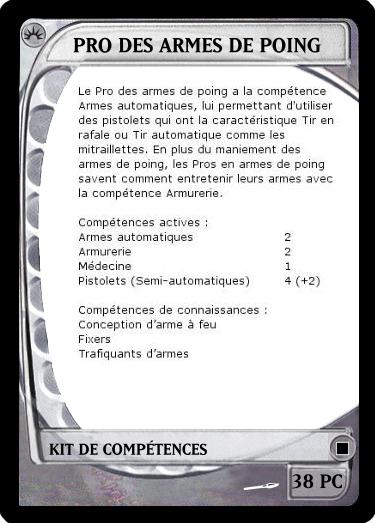 PRO DES ARMES DE POING
Le Pro des armes de poing a la compétence
Armes automatiques, lui permettant d'utiliser
des pistolets qui ont la caractéristique Tir en
rafale ou Tir automatique comme les
mitraillettes. En plus du maniement des
armes de poing, les Pros en armes de poing
savent comment entretenir leurs armes avec
la compétence Armurerie.
Compétences actives :
Armes automatiques 2
Armurerie 2
Médecine 1
Pistolets (Semi-automatiques) 4 (+2)
Compétences de connaissances :
Conception d'arme à feu
Fixers
Trafiquants d'armes
KIT DE COMPÉTENCES
38 PC